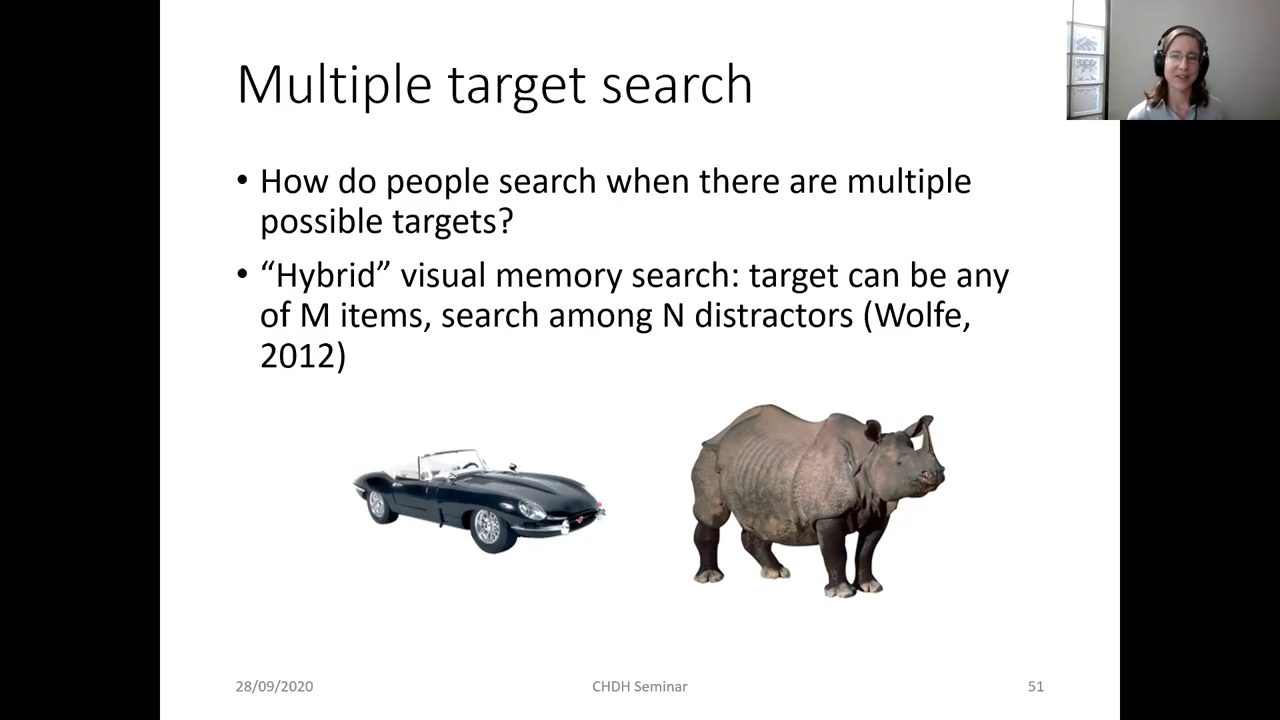 Multiple target search
• How do people search when there are multiple
possible targets?
• “Hybrid” visual memory search: target can be any
of M items, search among N distractors (Wolfe,
2012)
28/09/2020
CHDH Seminar
51